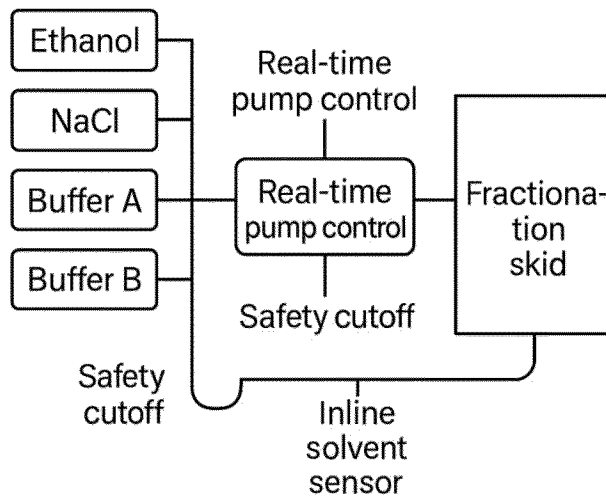 Ethanol
NaCl
Buffer A
Buffer B
Real-time
pump control
Real-time
pump control
Safety cutoff
Fractiona-
tion
skid
Safety
cutoff
Inline
solvent
sensor